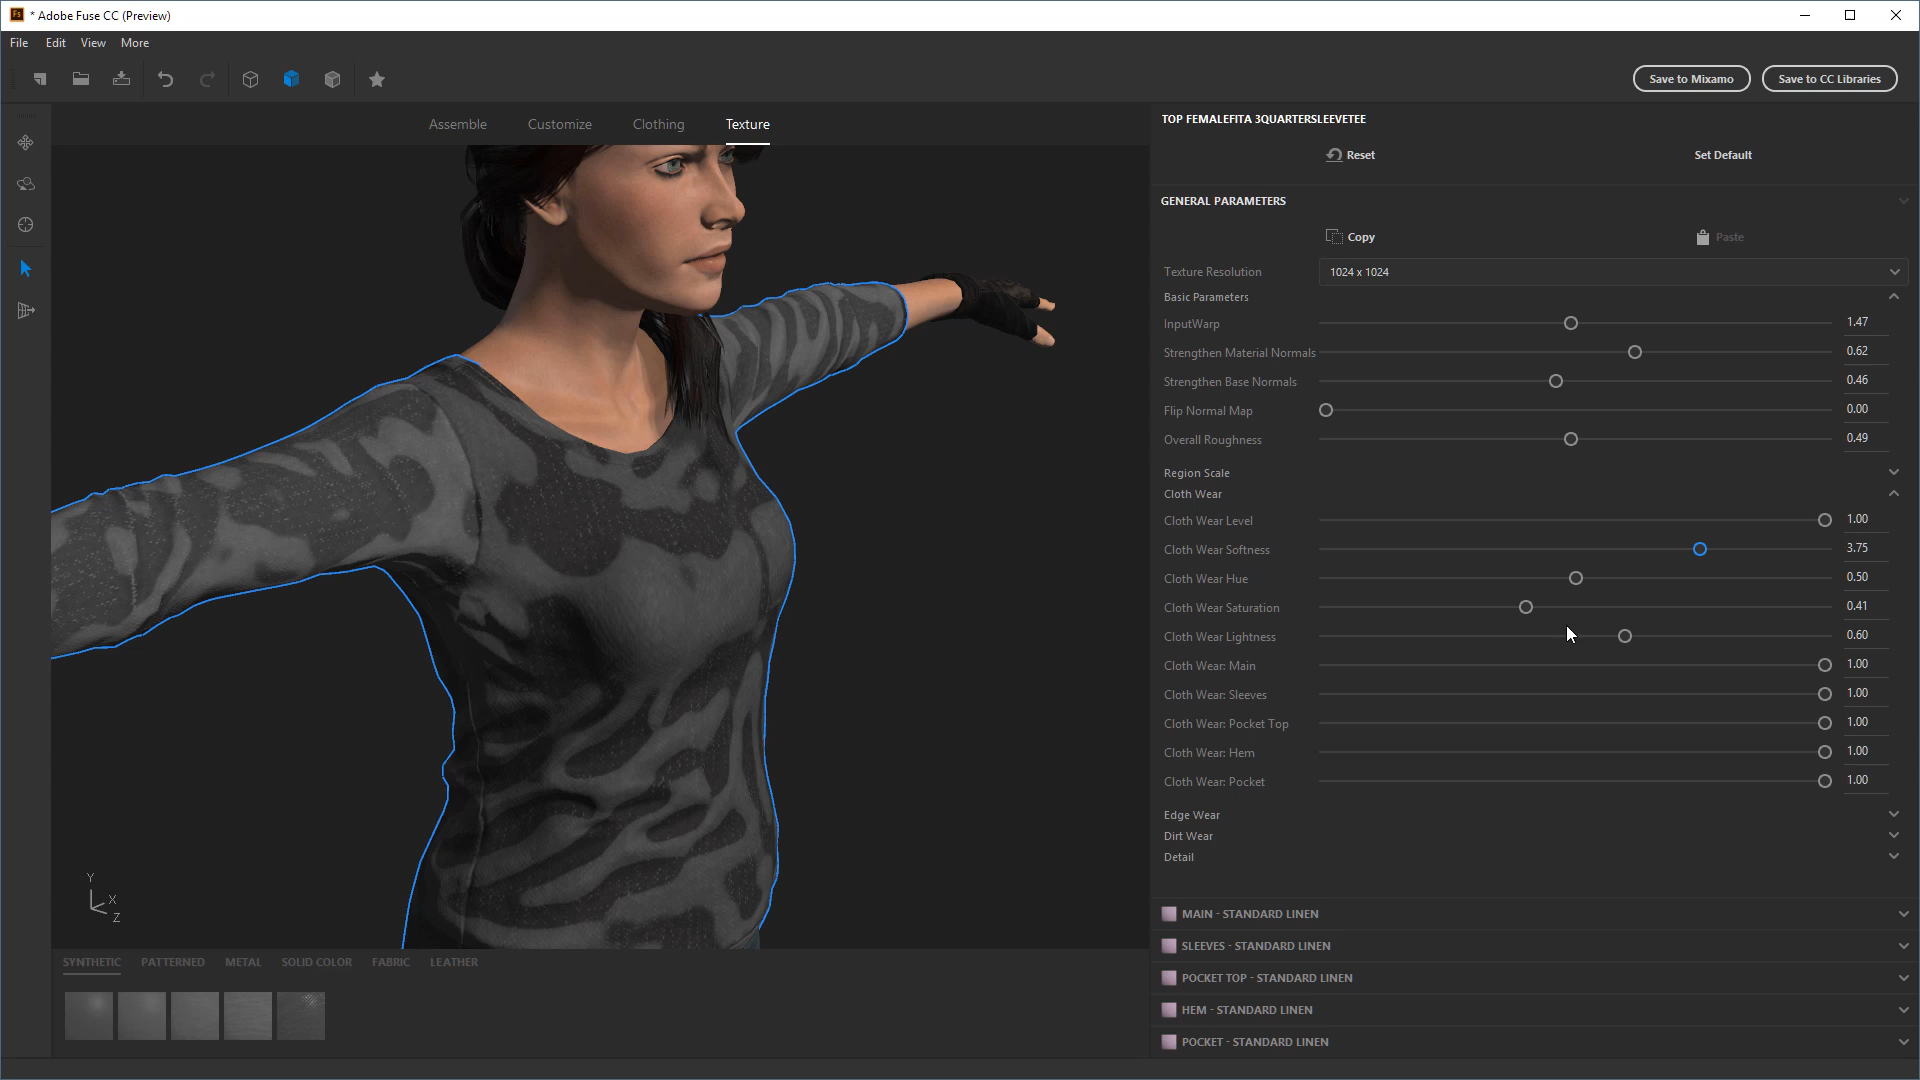 * Adobe Fuse CC (Preview)
File Edit View More
Save to Mixamo Save to CC Libraries
Assemble Customize Clothing Texture
TOP FEMALEFITA 3QUARTERSLEEVETEE
Reset Set Default
GENERAL PARAMETERS
Copy Paste
Texture Resolution 1024 x 1024
Basic Parameters
InputWarp 1.47
Strengthen Material Normals 0.62
Strengthen Base Normals 0.46
Flip Normal Map 0.00
Overall Roughness 0.49
Region Scale
Cloth Wear
Cloth Wear Level 1.00
Cloth Wear Softness 3.75
Cloth Wear Hue 0.50
Cloth Wear Saturation 0.41
Cloth Wear Lightness 0.60
Cloth Wear: Main 1.00
Cloth Wear: Sleeves 1.00
Cloth Wear: Pocket Top 1.00
Cloth Wear: Hem 1.00
Cloth Wear: Pocket 1.00
Edge Wear
Dirt Wear
Detail
MAIN - STANDARD LINEN
SLEEVES - STANDARD LINEN
POCKET TOP - STANDARD LINEN
HEM - STANDARD LINEN
POCKET - STANDARD LINEN
Y
X
Z
SYNTHETIC PATTERNED METAL SOLID COLOR FABRIC LEATHER
Fs